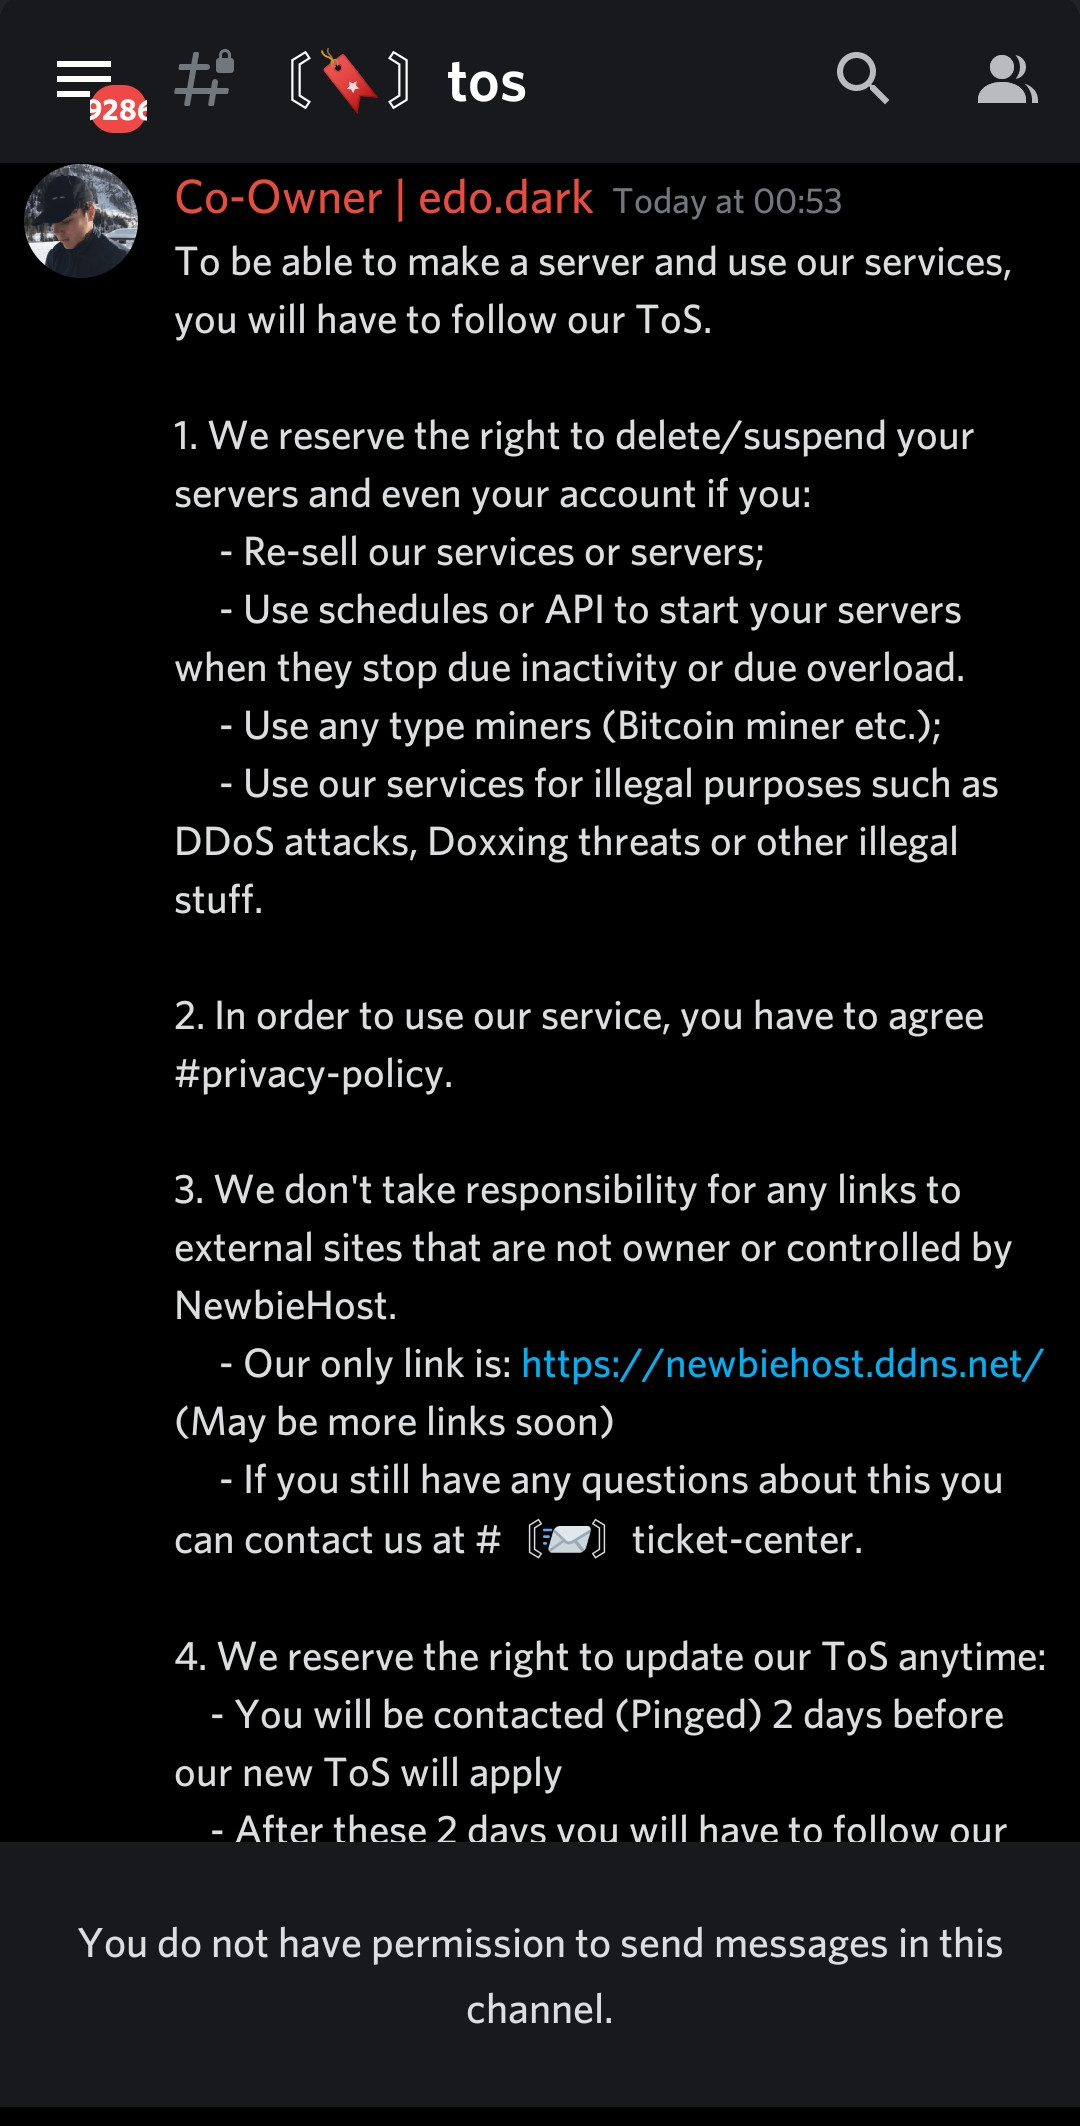 9286
〘🔖〙 tos
Co-Owner | edo.dark Today at 00:53
To be able to make a server and use our services,
you will have to follow our ToS.
1. We reserve the right to delete/suspend your
servers and even your account if you:
- Re-sell our services or servers;
- Use schedules or API to start your servers
when they stop due inactivity or due overload.
- Use any type miners (Bitcoin miner etc.);
- Use our services for illegal purposes such as
DDoS attacks, Doxxing threats or other illegal
stuff.
2. In order to use our service, you have to agree
#privacy-policy.
3. We don't take responsibility for any links to
external sites that are not owner or controlled by
NewbieHost.
- Our only link is: https://newbiehost.ddns.net/
(May be more links soon)
- If you still have any questions about this you
can contact us at # 〘📨〙 ticket-center.
4. We reserve the right to update our ToS anytime:
- You will be contacted (Pinged) 2 days before
our new ToS will apply
- After these 2 days you will have to follow our
You do not have permission to send messages in this
channel.